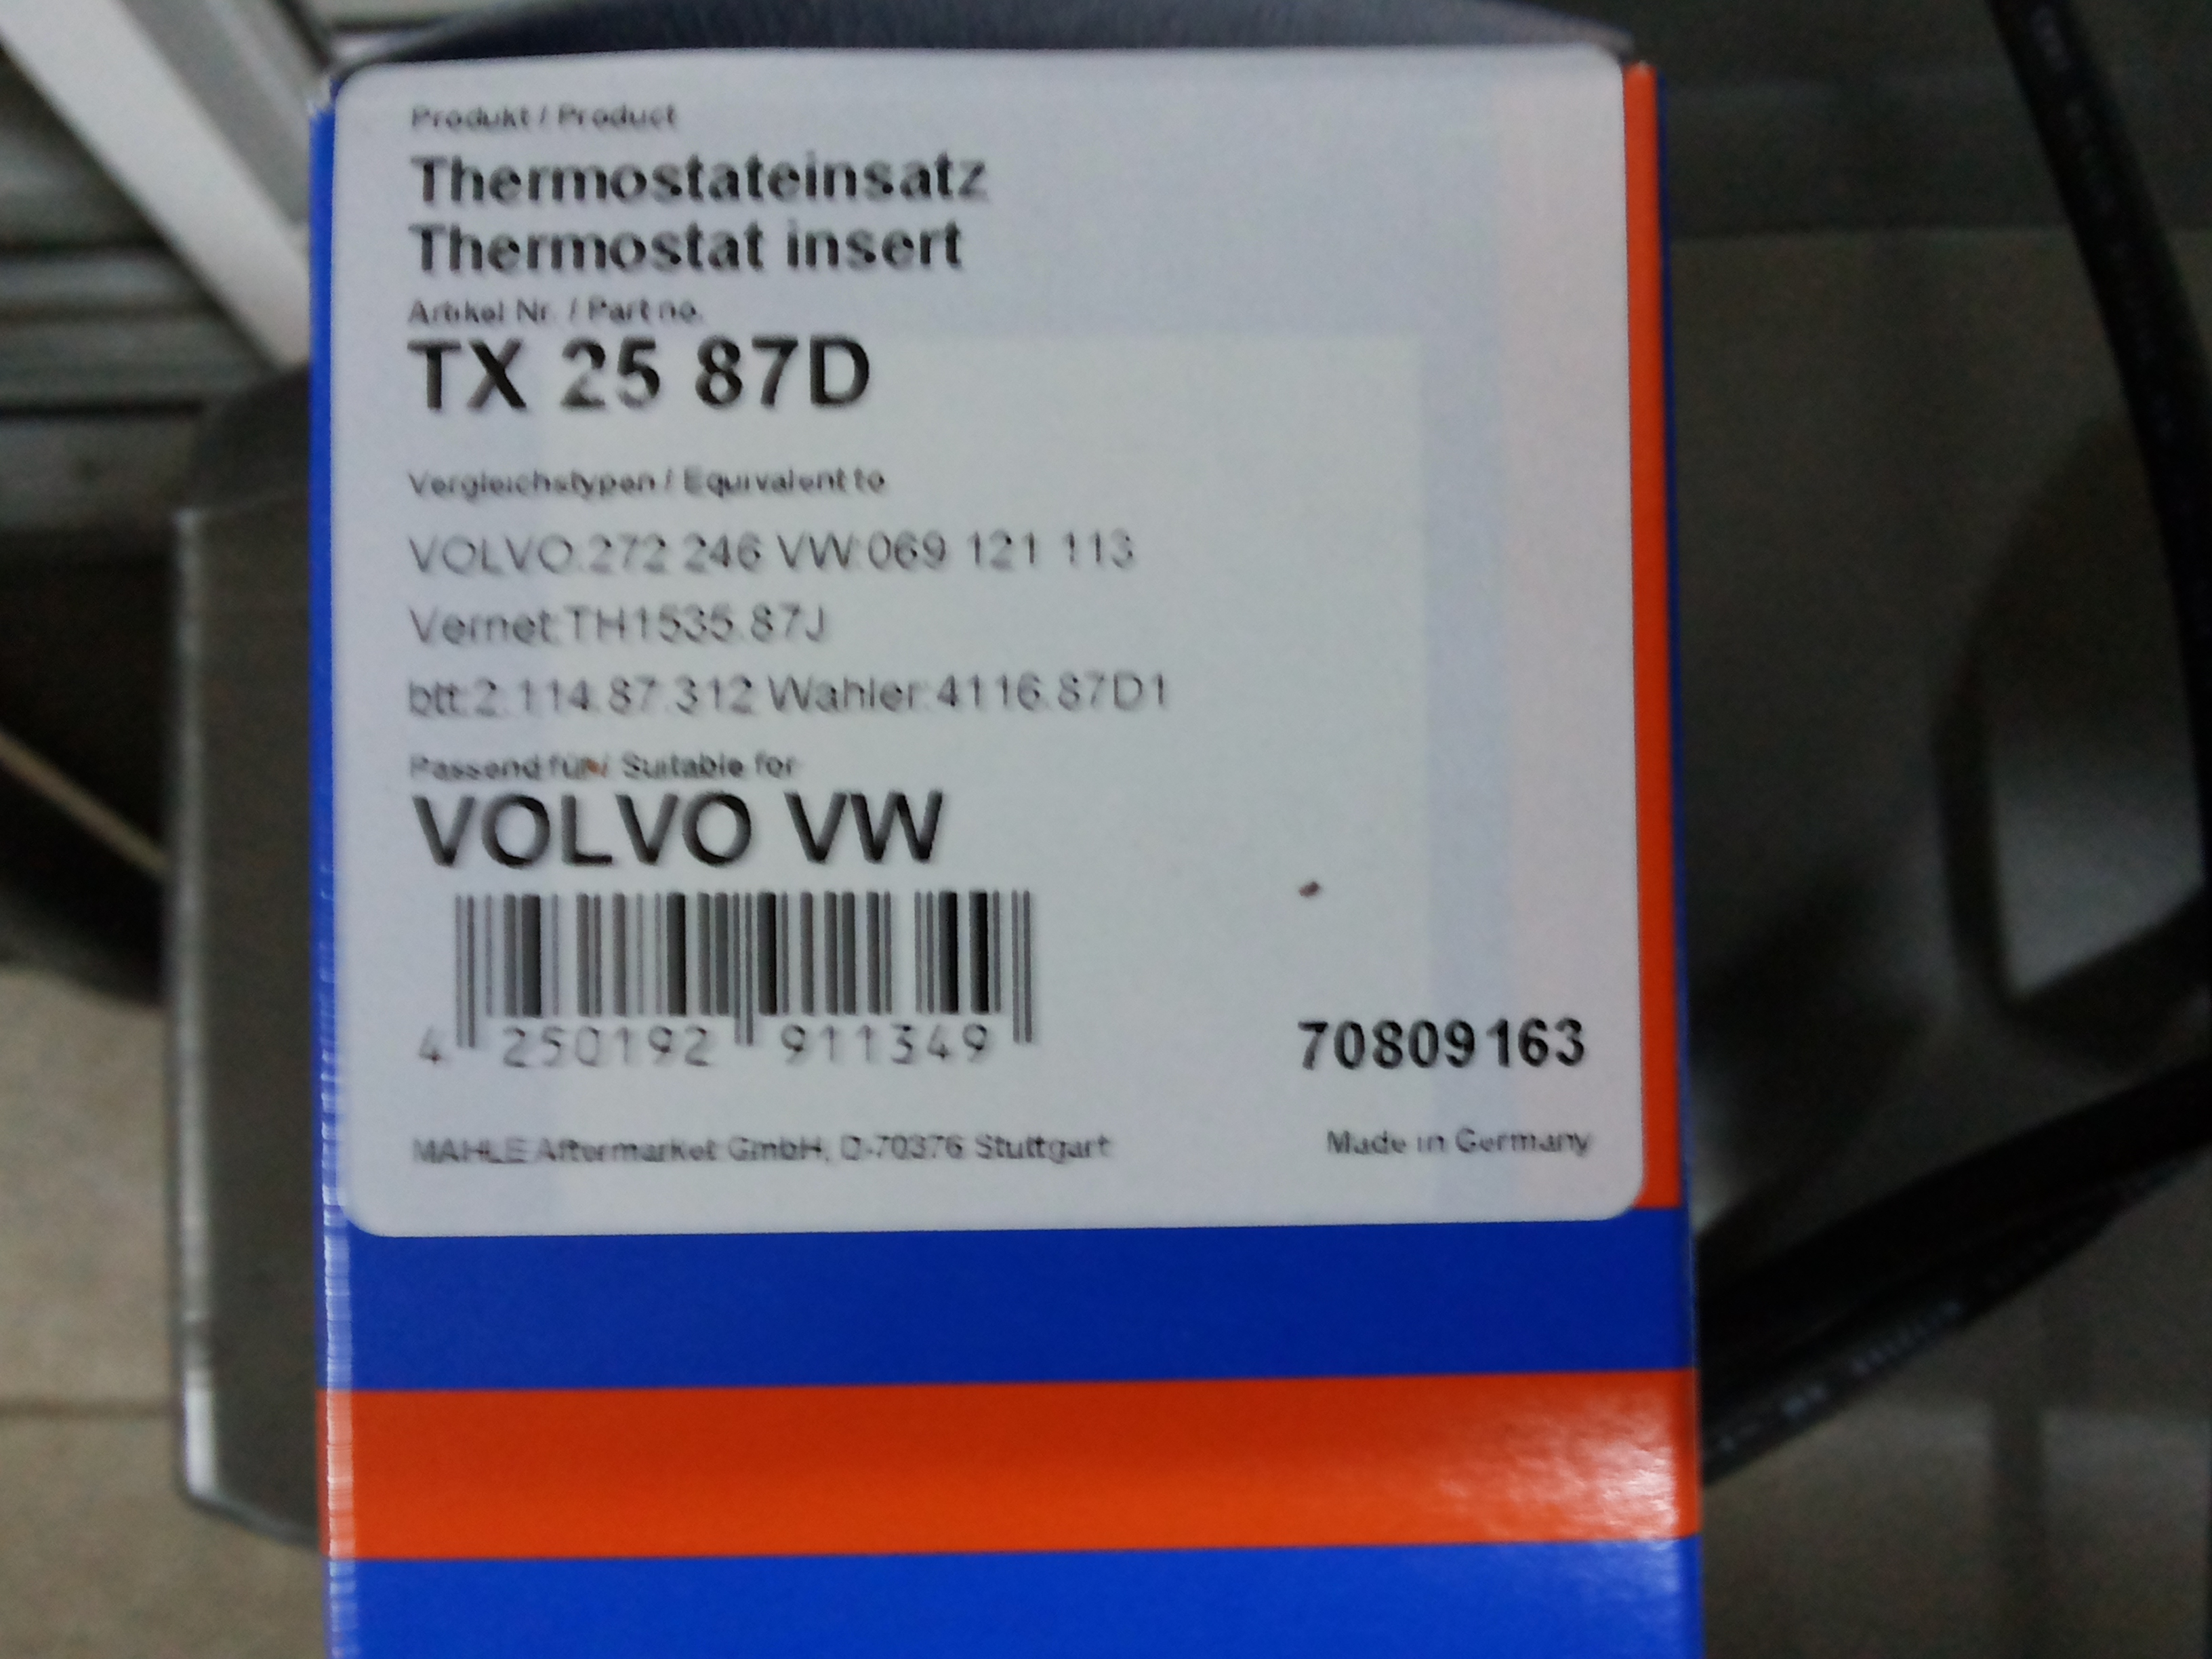 Produkt / Product
Thermostateinsatz
Thermostat insert
Artikel Nr. / Part no.
TX 25 87D
Vergleichstypen / Equivalent to
VOLVO:272 246 VW:069 121 113
Vernet:TH1535.87J
btt:2.114.87.312 Wahler:4116.87D1
Passend für / Suitable for
VOLVO VW
4 250192 911349
70809163
MAHLE Aftermarket GmbH, D-70376 Stuttgart
Made in Germany